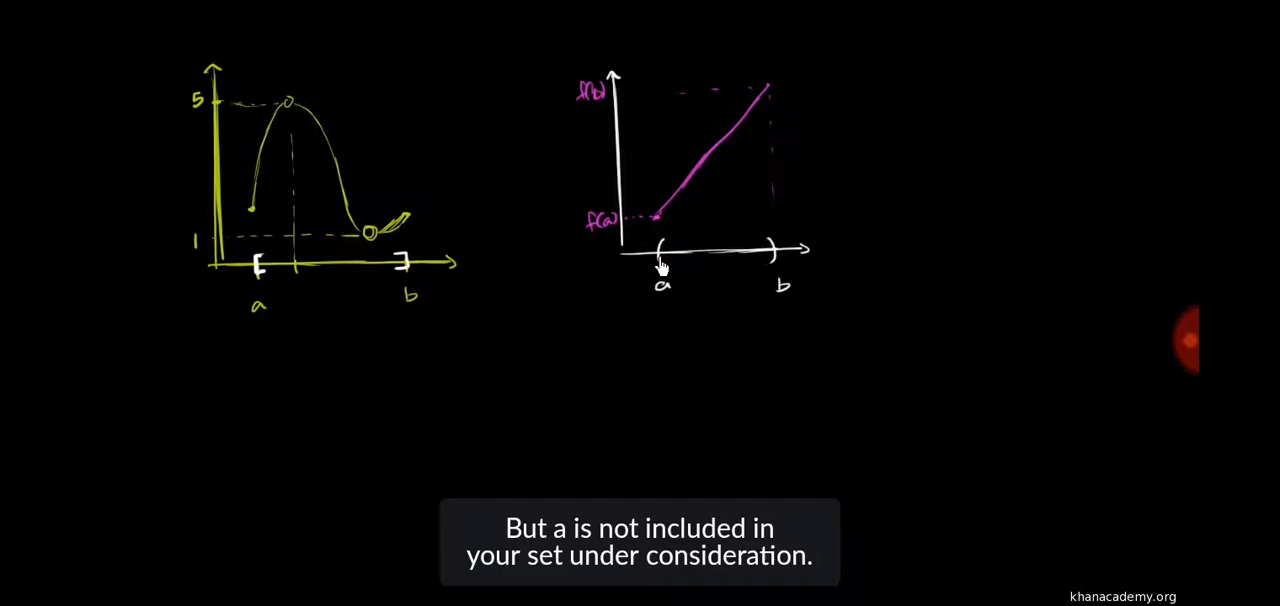 5
1
a
b
f(b)
f(a)
a
b
But a is not included in
your set under consideration.
khanacademy.org